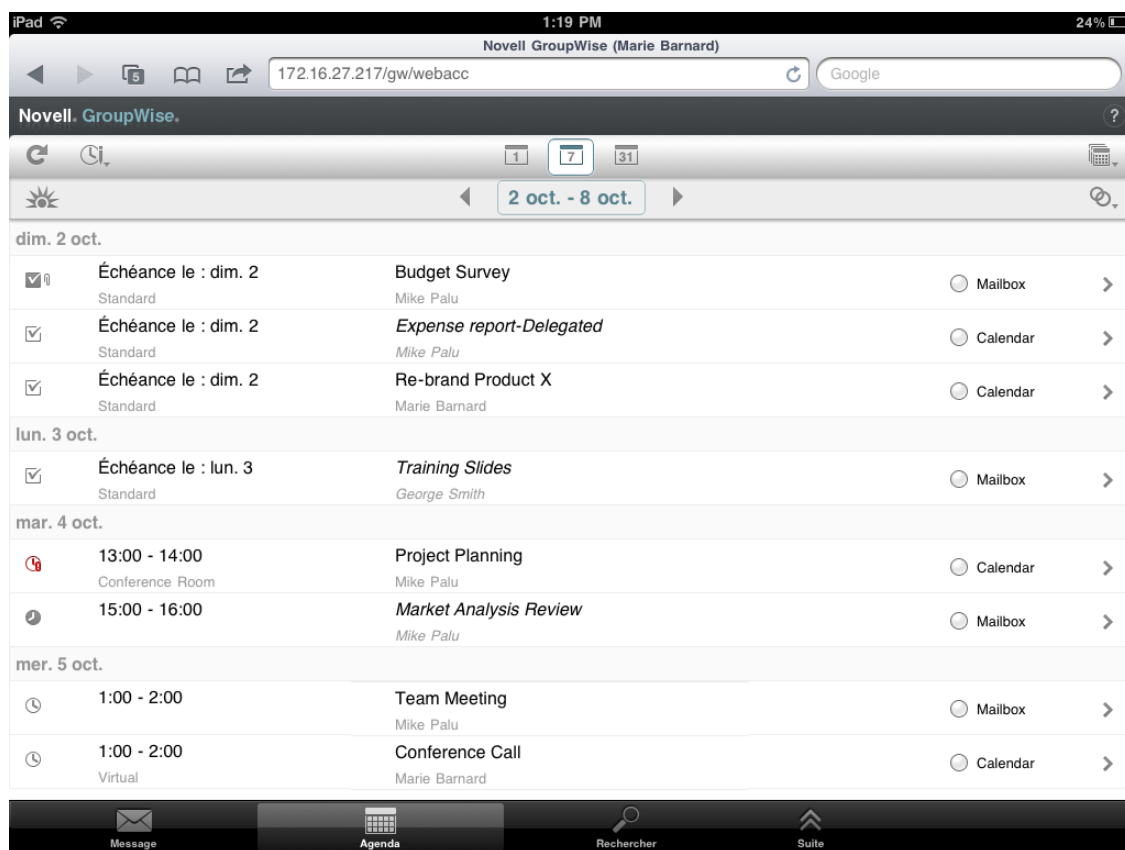 iPad 1:19 PM 24%
Novell GroupWise (Marie Barnard)
5 172.16.27.217/gw/webacc Google
Novell. GroupWise. ?
1 7 31
2 oct. - 8 oct.
dim. 2 oct.
Échéance le : dim. 2 Budget Survey Mailbox
Standard Mike Palu
Échéance le : dim. 2 Expense report-Delegated Calendar
Standard Mike Palu
Échéance le : dim. 2 Re-brand Product X Calendar
Standard Marie Barnard
lun. 3 oct.
Échéance le : lun. 3 Training Slides Mailbox
Standard George Smith
mar. 4 oct.
13:00 - 14:00 Project Planning Calendar
Conference Room Mike Palu
15:00 - 16:00 Market Analysis Review Mailbox
Mike Palu
mer. 5 oct.
1:00 - 2:00 Team Meeting Mailbox
Mike Palu
1:00 - 2:00 Conference Call Calendar
Virtual Marie Barnard
Message Agenda Rechercher Suite